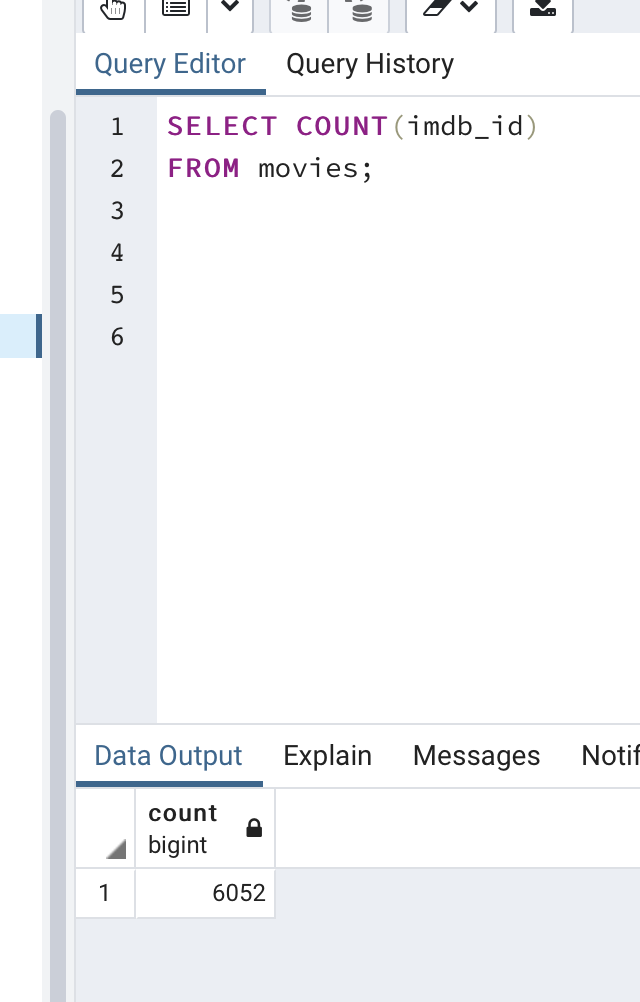 Query Editor Query History
1 SELECT COUNT(imdb_id)
2 FROM movies;
3
4
5
6
Data Output Explain Messages Notif
count
bigint
1 6052